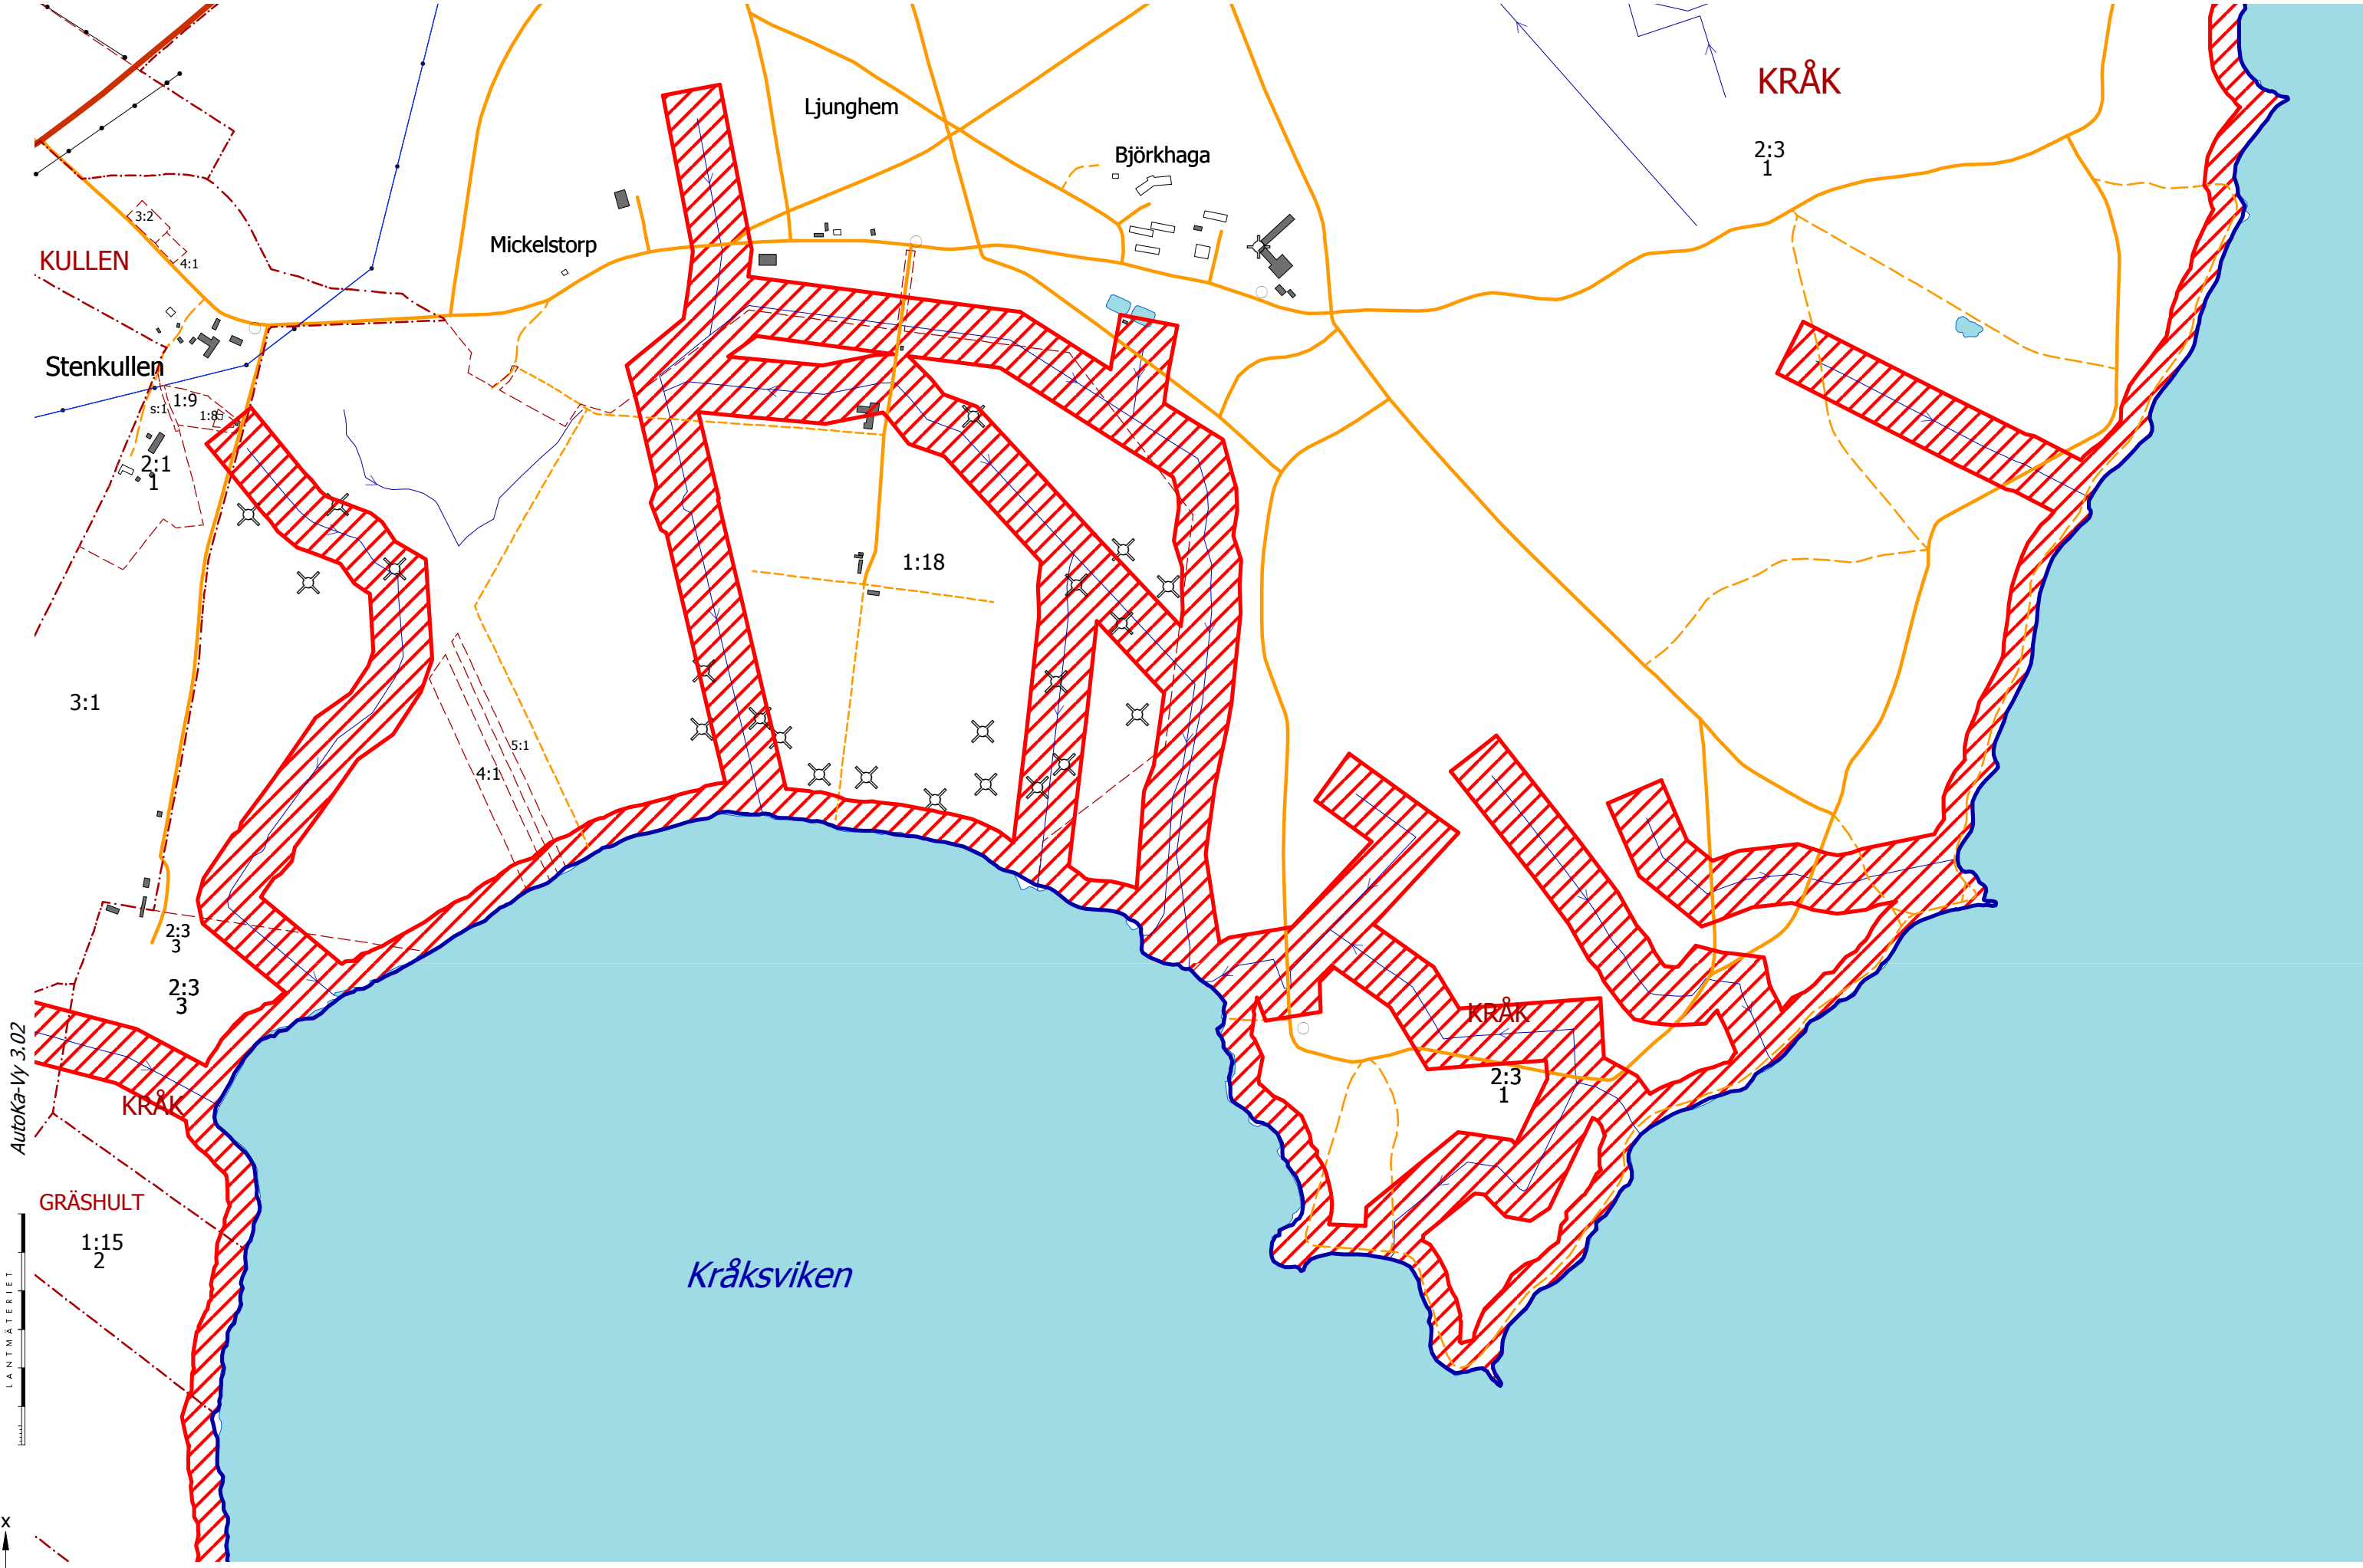 KRÅK
Ljunghem
2:3
1
Björkhaga
3:2
Mickelstorp
KULLEN
4:1
Stenkullen
1:9
s:1
1:8
2:1
1
1:18
3:1
5:1
4:1
2:3
3
2:3
3
KRÅK
AutoKa-Vy 3.02
2:3
1
KRÅK
GRÄSHULT
1:15
2
Kråksviken
LANTMÄTERIET
x